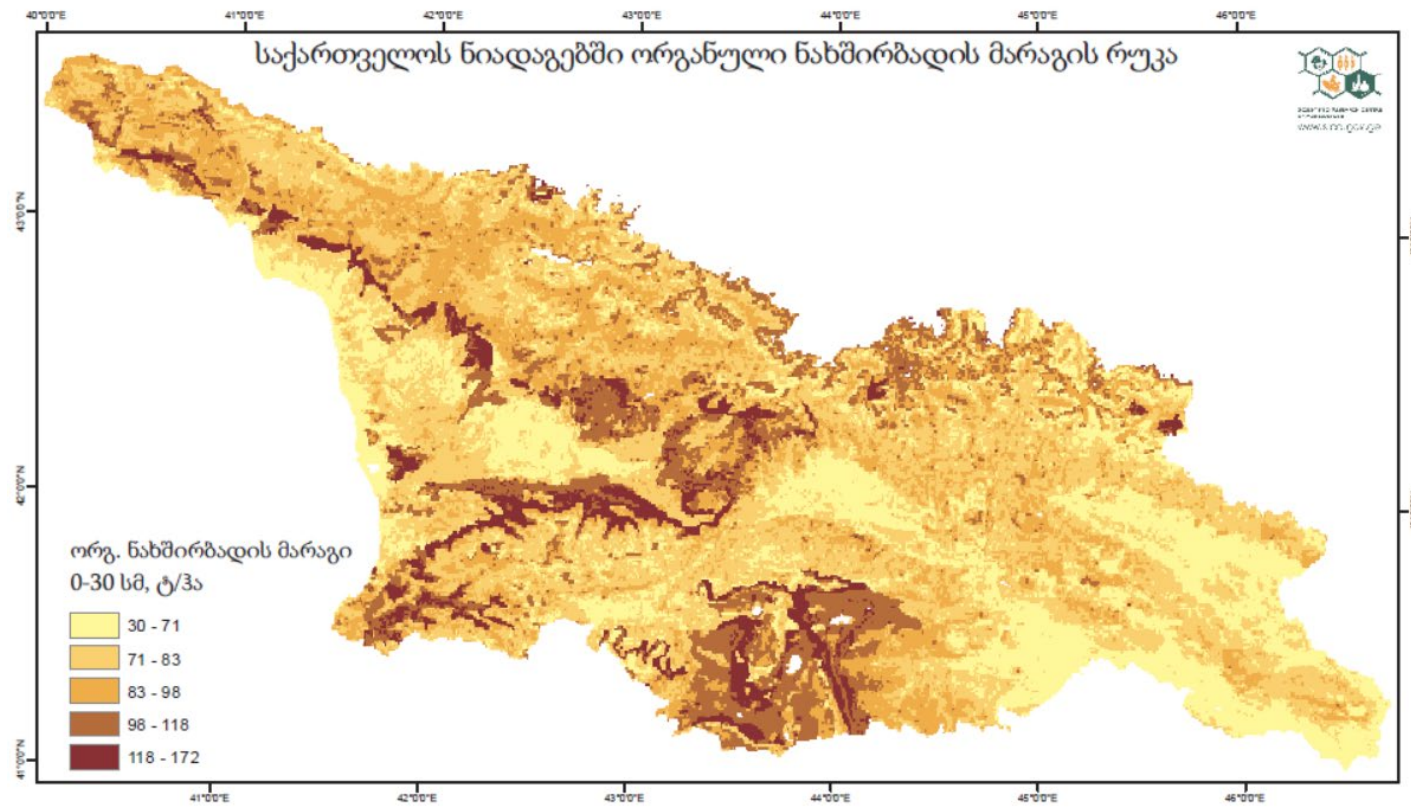 40°0'0"E 41°0'0"E 42°0'0"E 43°0'0"E 44°0'0"E 45°0'0"E 46°0'0"E
საქართველოს ნიადაგებში ორგანული ნახშირბადის მარაგის რუკა
43°0'0"N
42°0'0"N
ორგ. ნახშირბადის მარაგი
0-30 სმ, ტ/ჰა
30 - 71
71 - 83
83 - 98
98 - 118
118 - 172
41°0'0"N
41°0'0"E 42°0'0"E 43°0'0"E 44°0'0"E 45°0'0"E 46°0'0"E